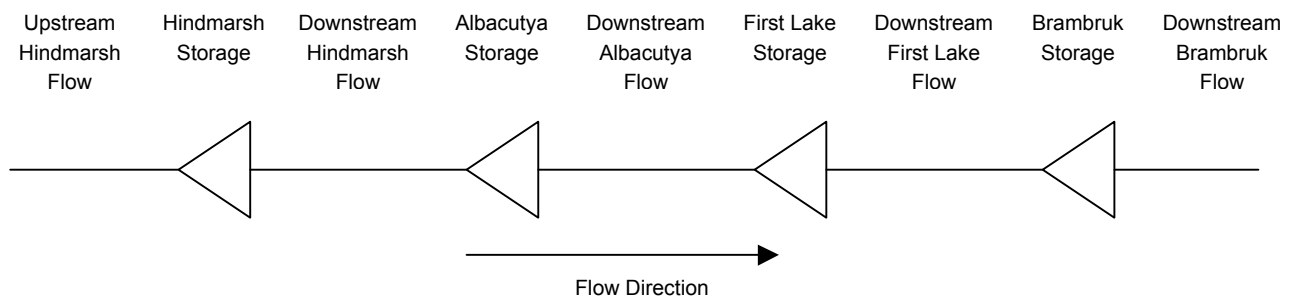 Upstream
Hindmarsh
Flow
Hindmarsh
Storage
Downstream
Hindmarsh
Flow
Albacutya
Storage
Downstream
Albacutya
Flow
First Lake
Storage
Downstream
First Lake
Flow
Brambruk
Storage
Downstream
Brambruk
Flow
Flow Direction